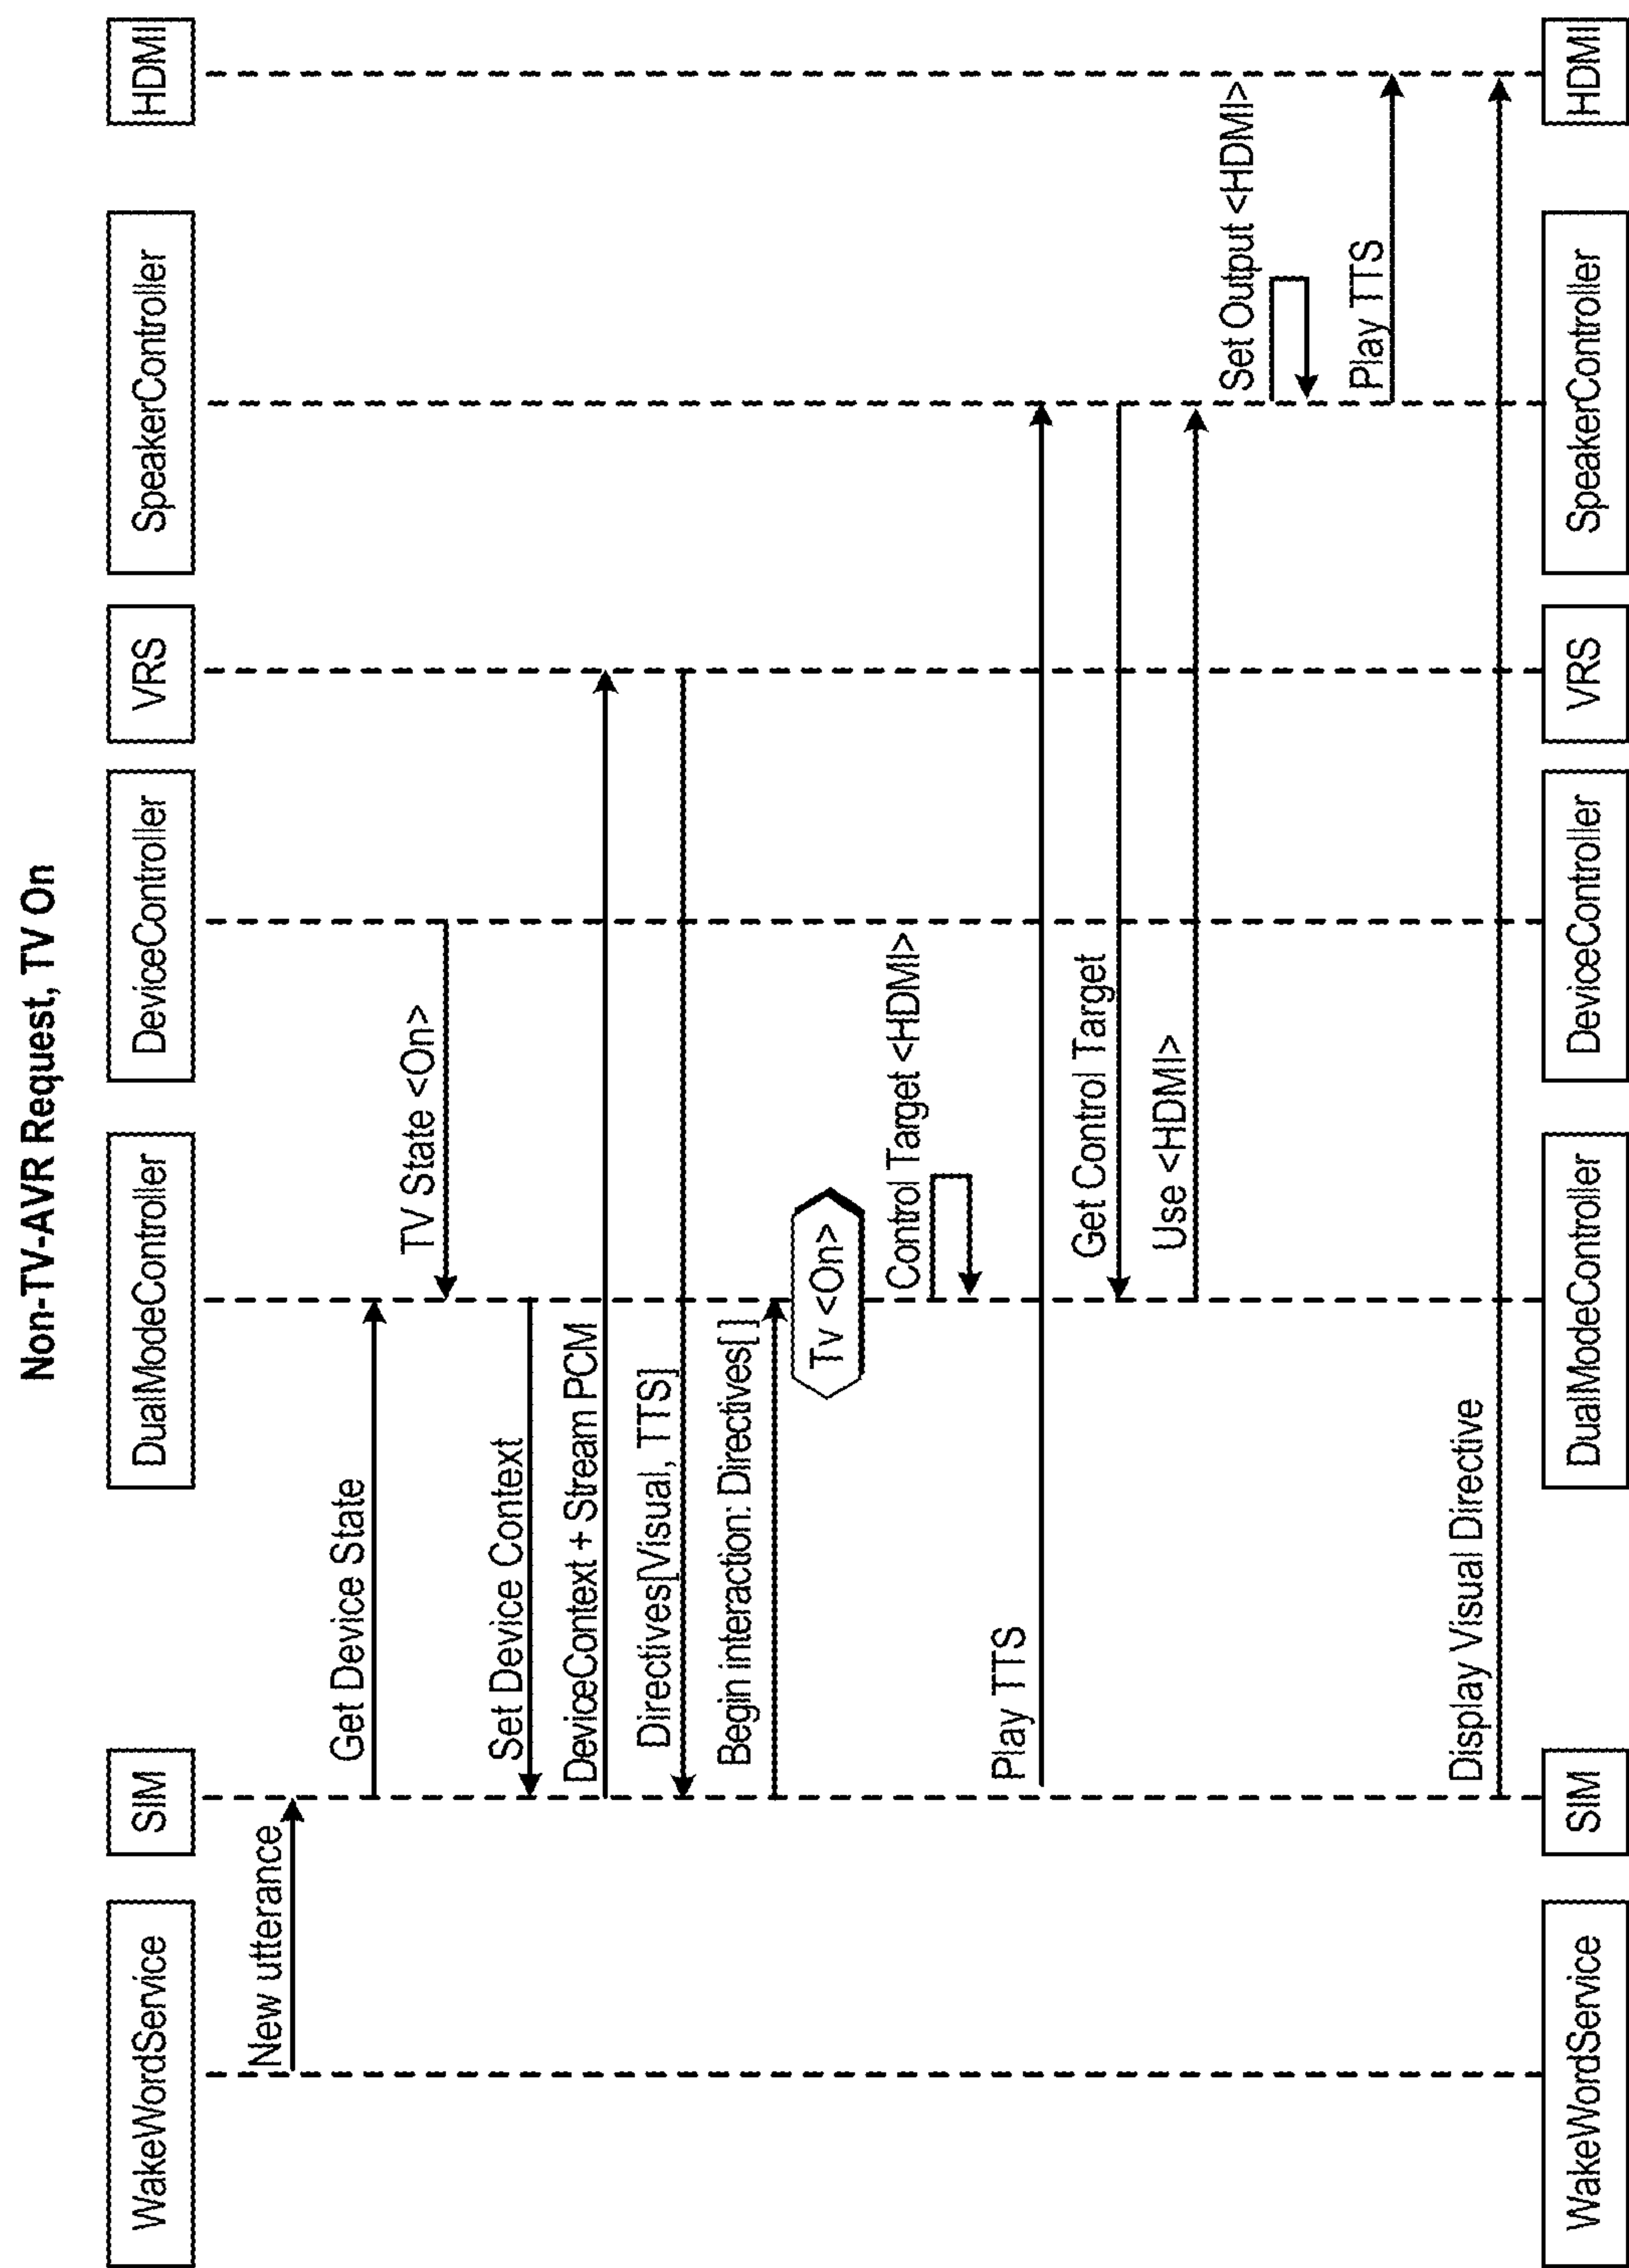 Non-TV-AVR Request, TV On
WakeWordService
SIM
DualModeController
DeviceController
VRS
SpeakerController
HDMI
New utterance
Get Device State
TV State <On>
Set Device Context
DeviceContext + Stream PCM
Directives[Visual, TTS]
Begin interaction: Directives[ ]
Tv <On>
Control Target <HDMI>
Play TTS
Get Control Target
Use <HDMI>
Set Output <HDMI>
Play TTS
Display Visual Directive
WakeWordService
SIM
DualModeController
DeviceController
VRS
SpeakerController
HDMI